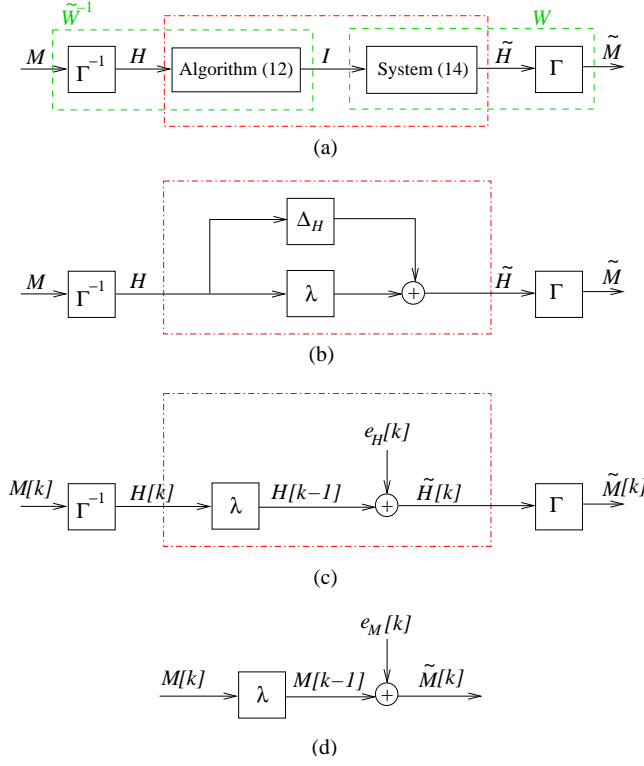 W̃⁻¹ W
M Γ⁻¹ H Algorithm (12) I System (14) H̃ Γ M̃
(a)
Δ_H
M Γ⁻¹ H λ + H̃ Γ M̃
(b)
e_H[k]
M[k] Γ⁻¹ H[k] λ H[k−1] + H̃[k] Γ M̃[k]
(c)
e_M[k]
M[k] λ M[k−1] + M̃[k]
(d)